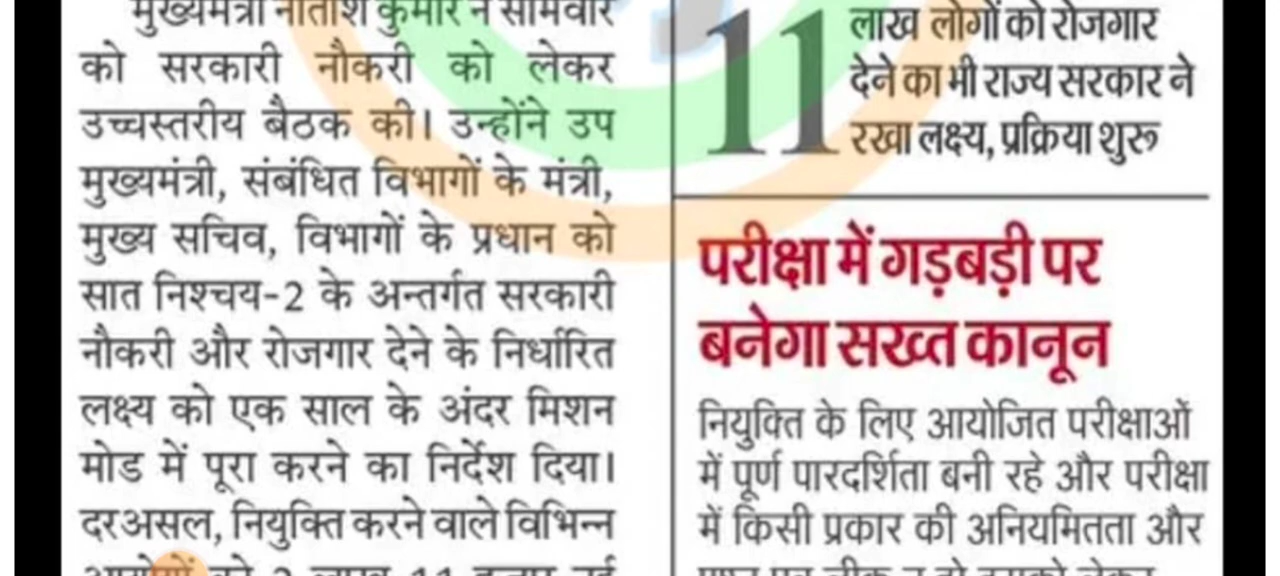 मुख्यमंत्री नीतीश कुमार ने सोमवार
को सरकारी नौकरी को लेकर
उच्चस्तरीय बैठक की। उन्होंने उप
मुख्यमंत्री, संबंधित विभागों के मंत्री,
मुख्य सचिव, विभागों के प्रधान को
सात निश्चय-2 के अन्तर्गत सरकारी
नौकरी और रोजगार देने के निर्धारित
लक्ष्य को एक साल के अंदर मिशन
मोड में पूरा करने का निर्देश दिया।
दरअसल, नियुक्ति करने वाले विभिन्न
11 लाख लोगों को रोजगार
देने का भी राज्य सरकार ने
रखा लक्ष्य, प्रक्रिया शुरू
परीक्षा में गड़बड़ी पर
बनेगा सख्त कानून
नियुक्ति के लिए आयोजित परीक्षाओं
में पूर्ण पारदर्शिता बनी रहे और परीक्षा
में किसी प्रकार की अनियमितता और